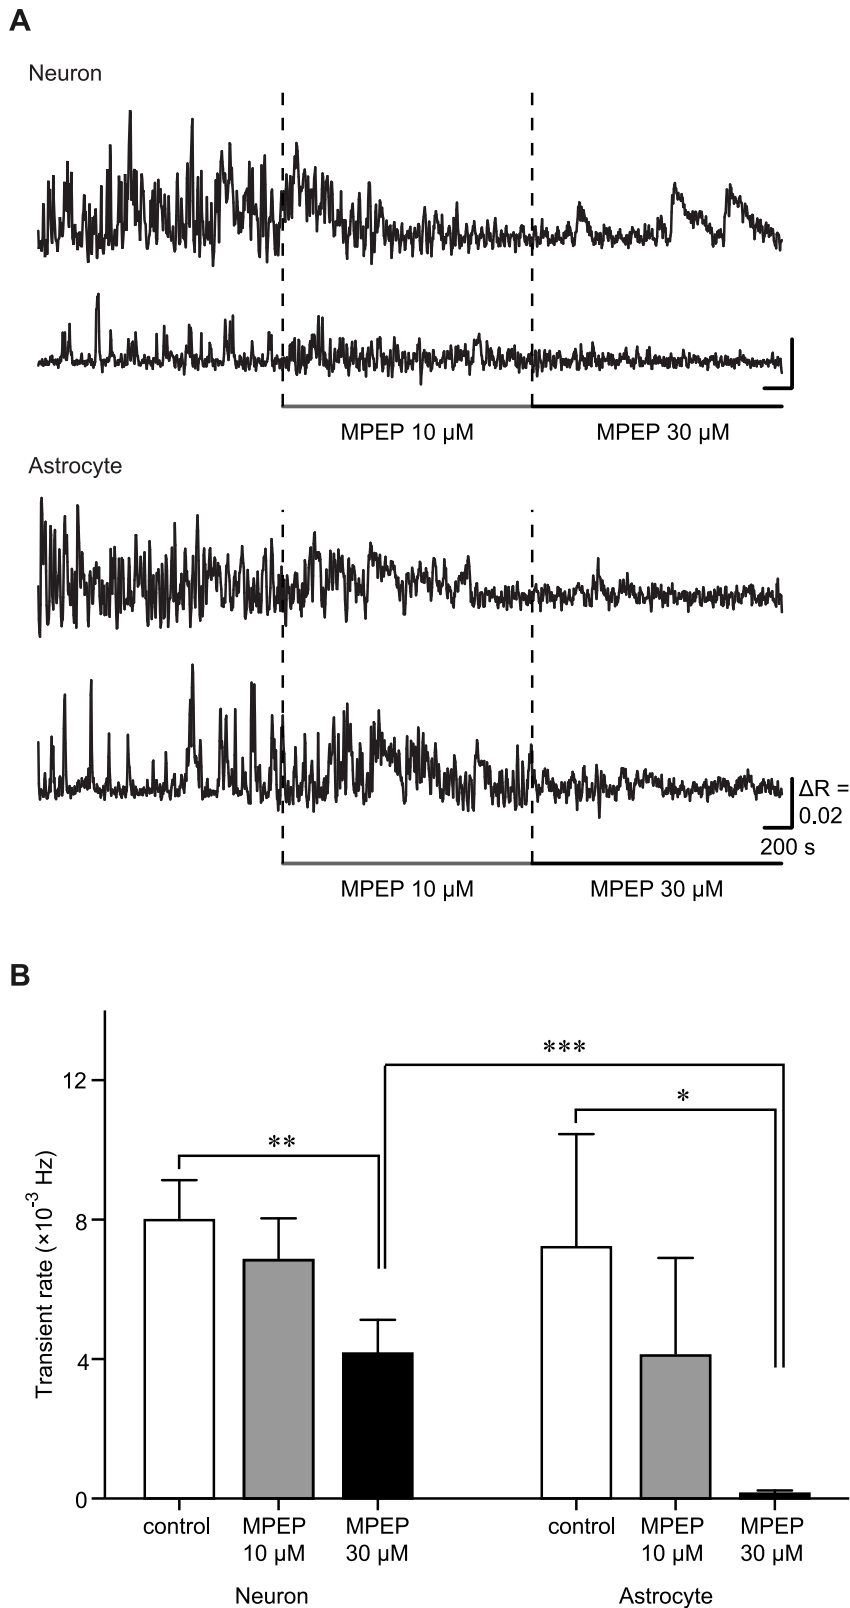 A
Neuron
MPEP 10 µM MPEP 30 µM
Astrocyte
ΔR =
0.02
200 s
MPEP 10 µM MPEP 30 µM
B
***
*
**
12
8
4
0
Transient rate (×10⁻³ Hz)
control MPEP MPEP control MPEP MPEP
10 µM 30 µM 10 µM 30 µM
Neuron Astrocyte